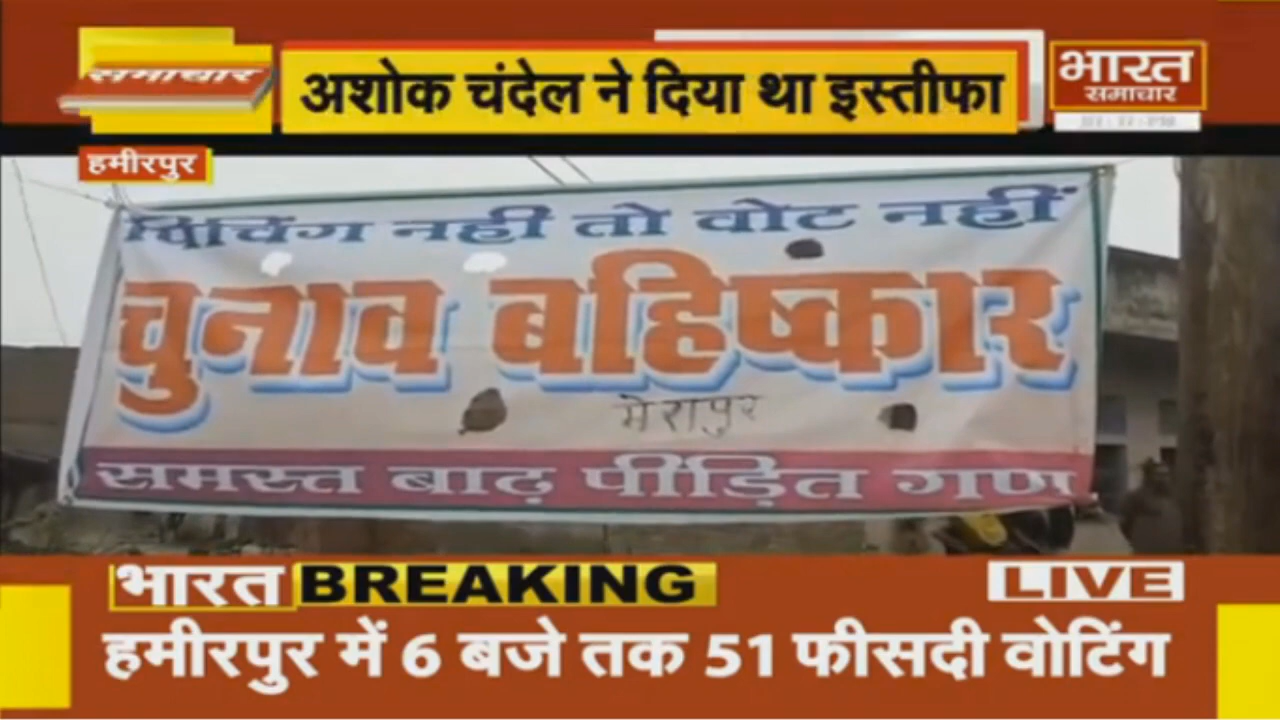 समाचार
अशोक चंदेल ने दिया था इस्तीफा
भारत
समाचार
हमीरपुर
पिचिंग नही तो वोट नहीं
चुनाव बहिष्कार
मेरापुर
समस्त बाढ़ पीड़ित गण
भारत BREAKING
LIVE
हमीरपुर में 6 बजे तक 51 फीसदी वोटिंग